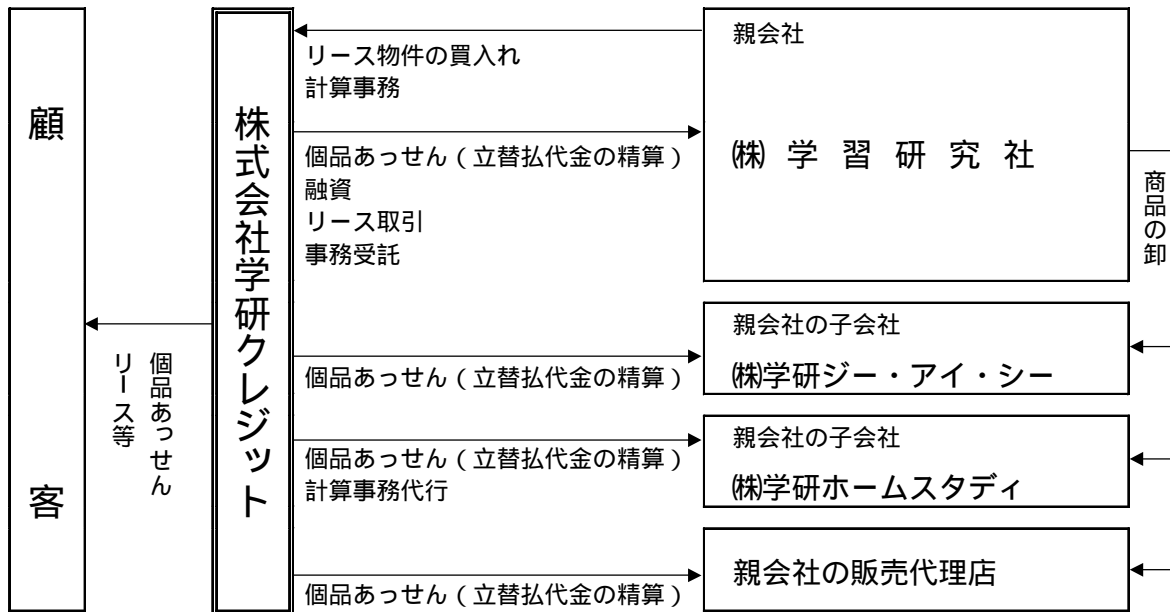 顧客
株式会社学研クレジット
個品あっせん
リース等
リース物件の買入れ
計算事務
個品あっせん（立替払代金の精算）
融資
リース取引
事務受託
親会社
㈱学習研究社
商品の卸
個品あっせん（立替払代金の精算）
親会社の子会社
㈱学研ジー・アイ・シー
個品あっせん（立替払代金の精算）
計算事務代行
親会社の子会社
㈱学研ホームスタディ
個品あっせん（立替払代金の精算）
親会社の販売代理店